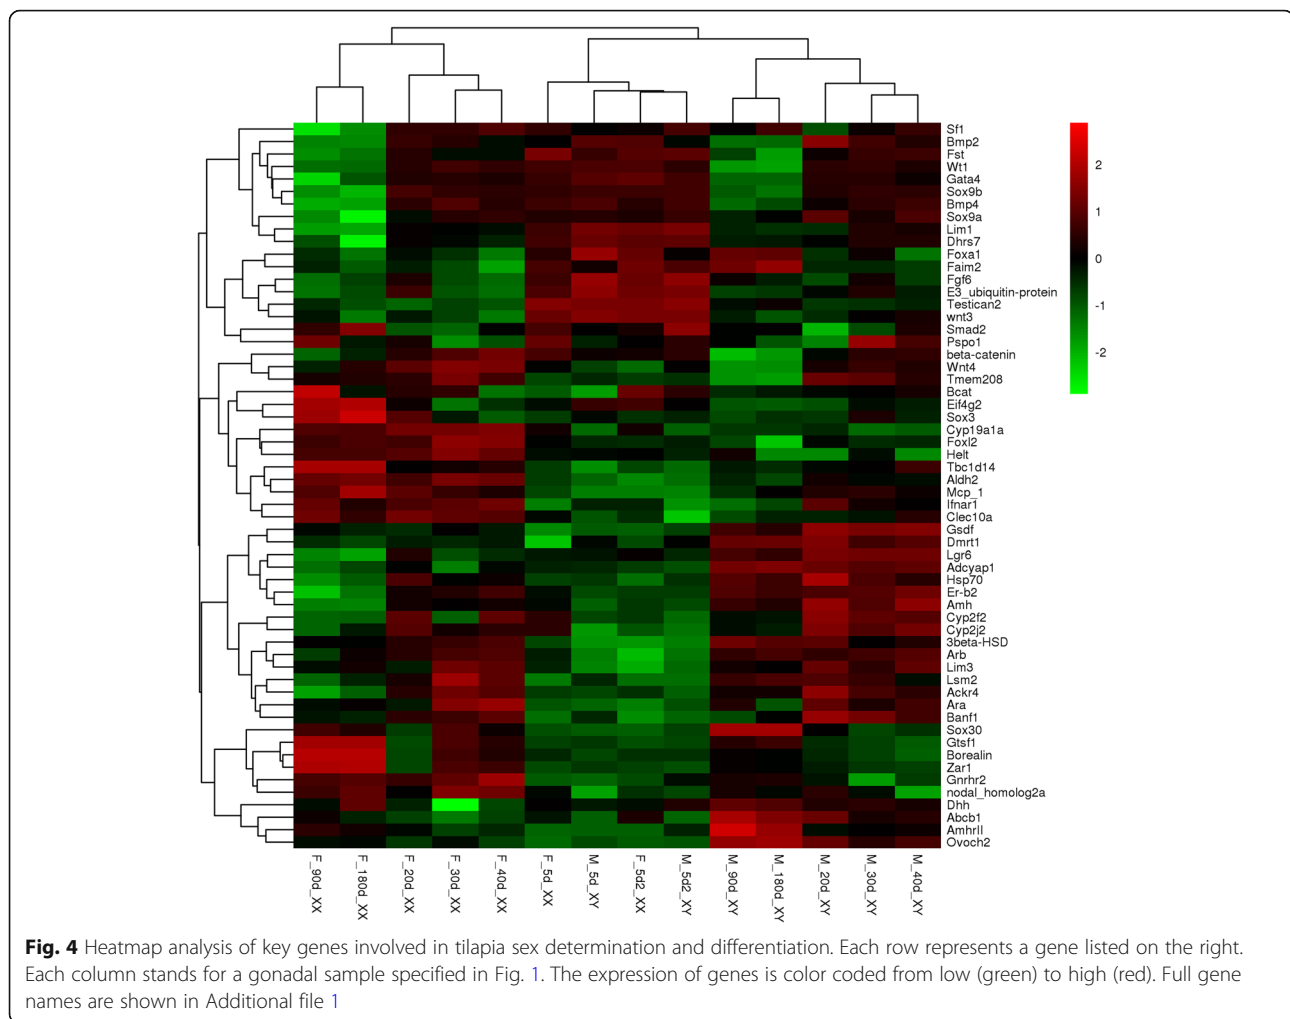 Sf1
Bmp2
Fst
Wt1
Gata4
Sox9b
Bmp4
Sox9a
Lim1
Dhrs7
Foxa1
Faim2
Fgf6
E3_ubiquitin-protein
Testican2
wnt3
Smad2
Pspo1
beta-catenin
Wnt4
Tmem208
Bcat
Eif4g2
Sox3
Cyp19a1a
Foxl2
Helt
Tbc1d14
Aldh2
Mcp_1
Ifnar1
Clec10a
Gsdf
Dmrt1
Lgr6
Adcyap1
Hsp70
Er-b2
Amh
Cyp2f2
Cyp2j2
3beta-HSD
Arb
Lim3
Lsm2
Ackr4
Ara
Banf1
Sox30
Gtsf1
Borealin
Zar1
Gnrhr2
nodal_homolog2a
Dhh
Abcb1
AmhrII
Ovoch2
2
1
0
-1
-2
F_90d_XX
F_180d_XX
F_20d_XX
F_30d_XX
F_40d_XX
F_5d_XX
M_5d_XY
F_5d2_XX
M_5d2_XY
M_90d_XY
M_180d_XY
M_20d_XY
M_30d_XY
M_40d_XY
Fig. 4 Heatmap analysis of key genes involved in tilapia sex determination and differentiation. Each row represents a gene listed on the right.
Each column stands for a gonadal sample specified in Fig. 1. The expression of genes is color coded from low (green) to high (red). Full gene
names are shown in Additional file 1